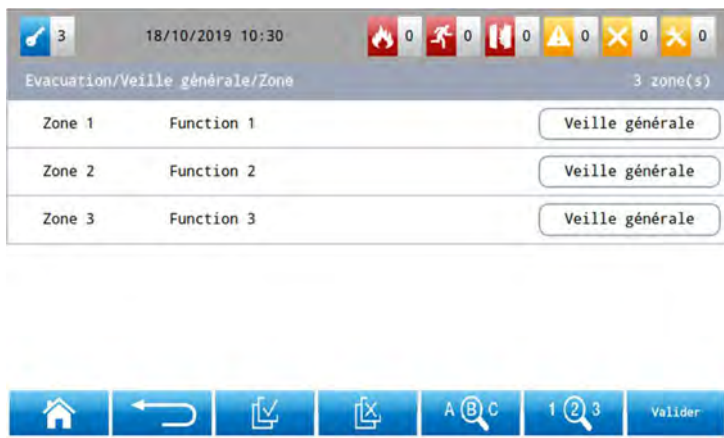 3 18/10/2019 10:30 0 0 0 0 0 0
Evacuation/Veille générale/Zone 3 zone(s)
Zone 1 Function 1 Veille générale
Zone 2 Function 2 Veille générale
Zone 3 Function 3 Veille générale
A B C 1 2 3 Valider